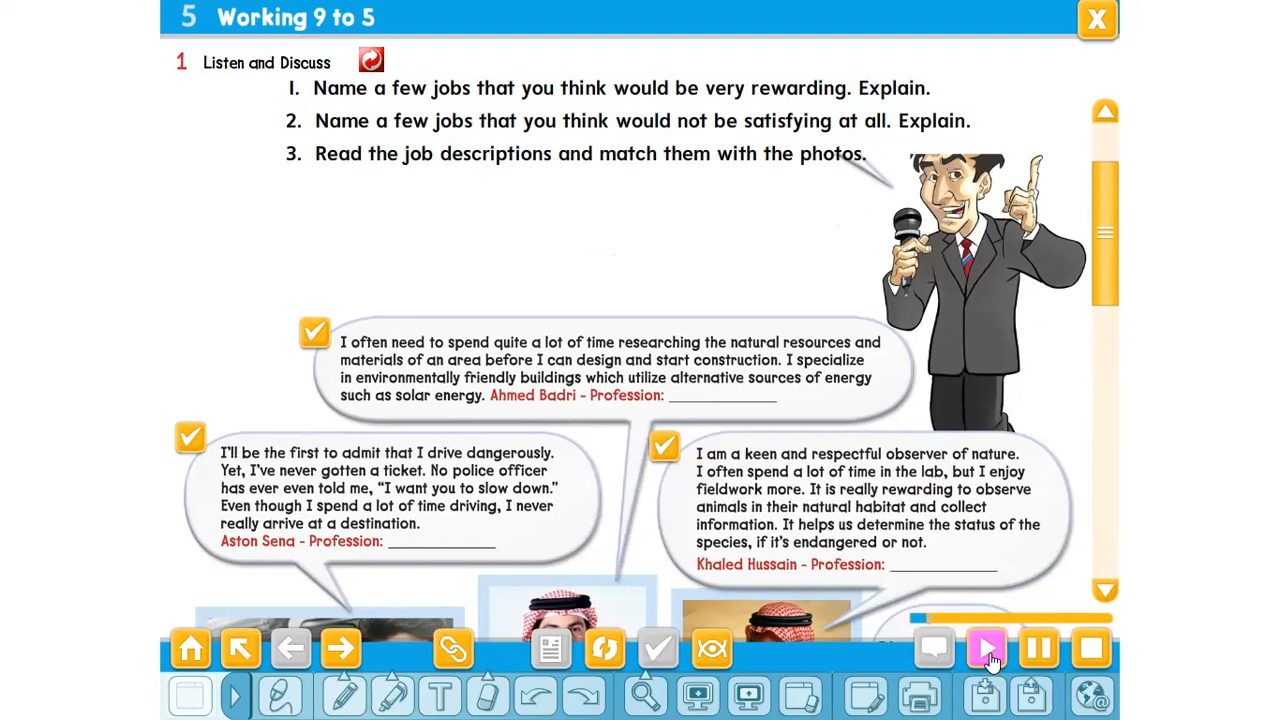 5 Working 9 to 5
X
1 Listen and Discuss
1. Name a few jobs that you think would be very rewarding. Explain.
2. Name a few jobs that you think would not be satisfying at all. Explain.
3. Read the job descriptions and match them with the photos.
I often need to spend quite a lot of time researching the natural resources and
materials of an area before I can design and start construction. I specialize
in environmentally friendly buildings which utilize alternative sources of energy
such as solar energy. Ahmed Badri - Profession: ______________
I'll be the first to admit that I drive dangerously.
Yet, I've never gotten a ticket. No police officer
has ever even told me, “I want you to slow down.”
Even though I spend a lot of time driving, I never
really arrive at a destination.
Aston Sena - Profession: ______________
I am a keen and respectful observer of nature.
I often spend a lot of time in the lab, but I enjoy
fieldwork more. It is really rewarding to observe
animals in their natural habitat and collect
information. It helps us determine the status of the
species, if it's endangered or not.
Khaled Hussain - Profession: ______________
T